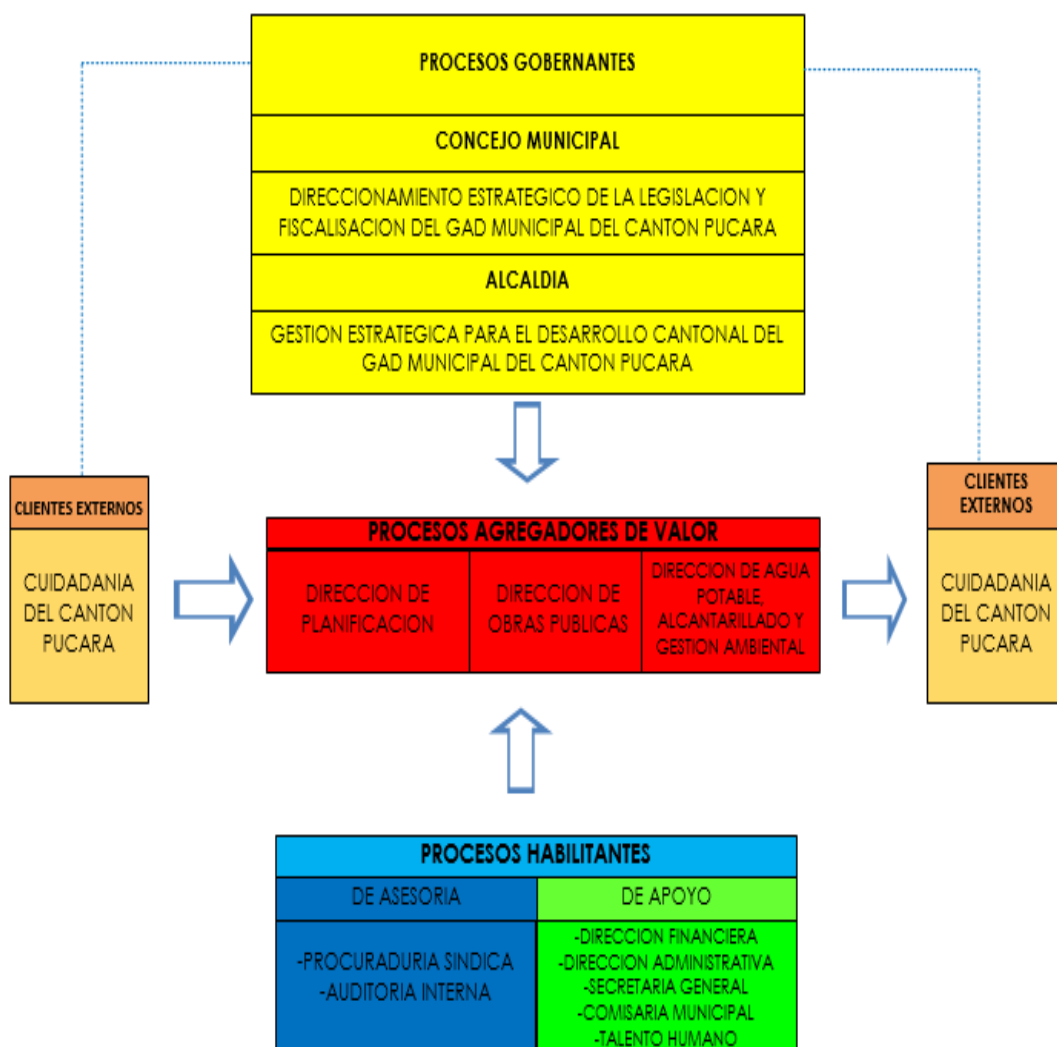 PROCESOS GOBERNANTES
CONCEJO MUNICIPAL
DIRECCIONAMIENTO ESTRATEGICO DE LA LEGISLACION Y
FISCALISACION DEL GAD MUNICIPAL DEL CANTON PUCARA
ALCALDIA
GESTION ESTRATEGICA PARA EL DESARROLLO CANTONAL DEL
GAD MUNICIPAL DEL CANTON PUCARA
CLIENTES EXTERNOS
CUIDADANIA
DEL CANTON
PUCARA
PROCESOS AGREGADORES DE VALOR
DIRECCION DE
PLANIFICACION
DIRECCION DE
OBRAS PUBLICAS
DIRECCION DE AGUA
POTABLE,
ALCANTARILLADO Y
GESTION AMBIENTAL
CLIENTES
EXTERNOS
CUIDADANIA
DEL CANTON
PUCARA
PROCESOS HABILITANTES
DE ASESORIA
-PROCURADURIA SINDICA
-AUDITORIA INTERNA
DE APOYO
-DIRECCION FINANCIERA
-DIRECCION ADMINISTRATIVA
-SECRETARIA GENERAL
-COMISARIA MUNICIPAL
-TALENTO HUMANO